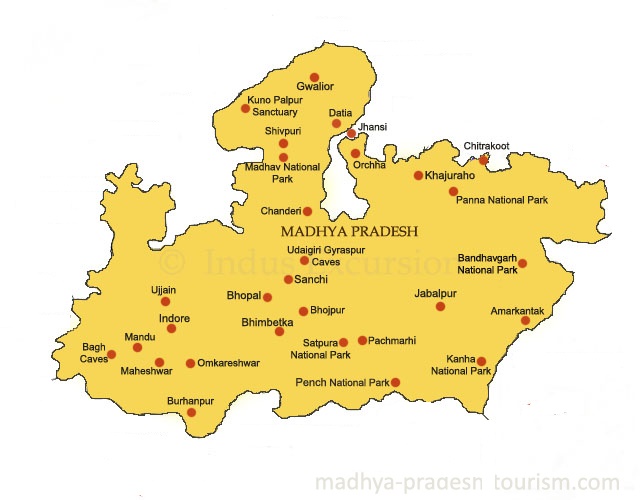 Gwalior
Kuno Palpur
Sanctuary
Datia
Jhansi
Shivpuri
Orchha
Chitrakoot
Madhav National
Park
Khajuraho
Panna National Park
Chanderi
MADHYA PRADESH
Udaigiri Gyraspur
Caves
© Indus Excursion
Bandhavgarh
National Park
Sanchi
Ujjain
Bhopal
Jabalpur
Bhojpur
Amarkantak
Indore
Bhimbetka
Mandu
Satpura
National Park
Pachmarhi
Bagh
Caves
Maheshwar
Omkareshwar
Kanha
National Park
Pench National Park
Burhanpur
madhya-pradesh tourism.com